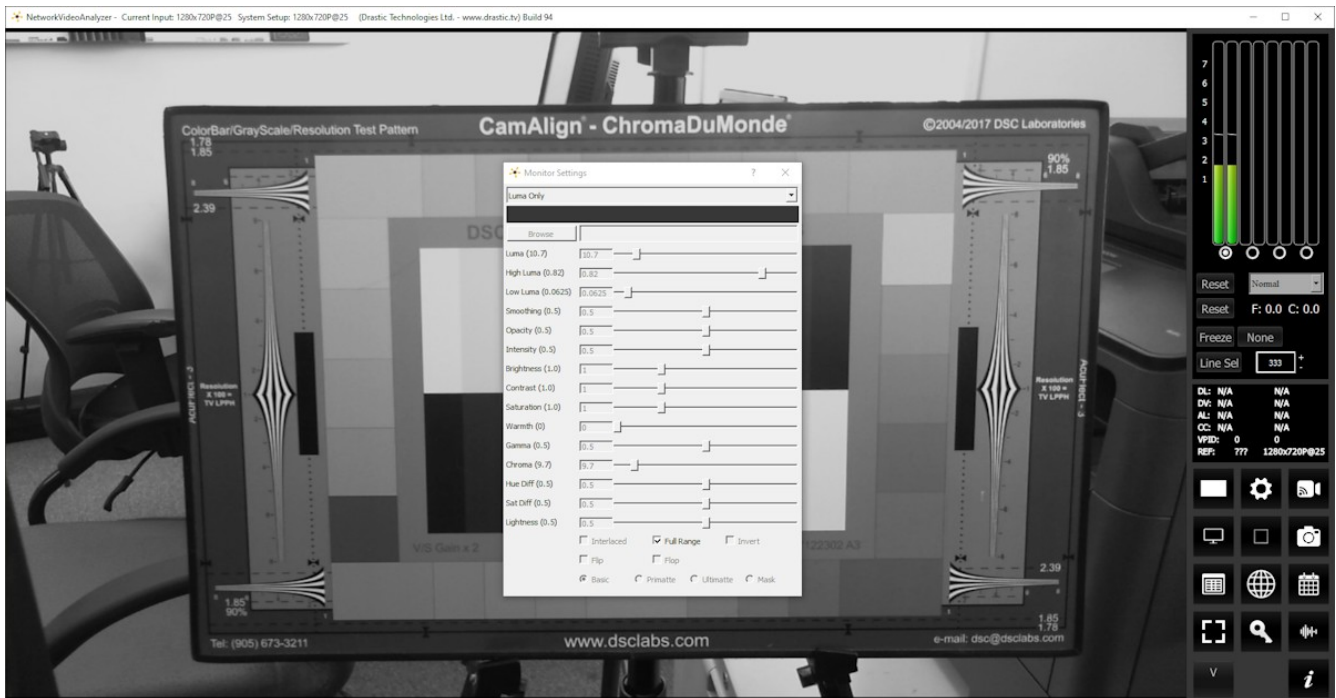 NetworkVideoAnalyzer - Current Input: 1280x720P@25 System Setup: 1280x720P@25 (Drastic Technologies Ltd. - www.drastic.tv) Build 94
ColorBar/GrayScale/Resolution Test Pattern
CamAlign - ChromaDuMonde
©2004/2017 DSC Laboratories
1.78
1.85
2.39
90%
1.85
DSC
Resolution
X 100 =
TV LPPH
Resolution
X 100 =
TV LPPH
V/S Gain x 2
122302 A3
2.39
1.85
90%
1.85
1.78
Tel: (905) 673-3211
www.dsclabs.com
e-mail: dsc@dsclabs.com
Monitor Settings ?
Luma Only
Browse
Luma (10.7) 10.7
High Luma (0.82) 0.82
Low Luma (0.0625) 0.0625
Smoothing (0.5) 0.5
Opacity (0.5) 0.5
Intensity (0.5) 0.5
Brightness (1.0) 1
Contrast (1.0) 1
Saturation (1.0) 1
Warmth (0) 0
Gamma (0.5) 0.5
Chroma (9.7) 9.7
Hue Diff (0.5) 0.5
Sat Diff (0.5) 0.5
Lightness (0.5) 0.5
Interlaced Full Range Invert
Flip Flop
Basic Primatte Ultimatte Mask
7
6
5
4
3
2
1
Reset Normal
Reset F: 0.0 C: 0.0
Freeze None
Line Sel 333 + -
DL: N/A N/A
DV: N/A N/A
AL: N/A N/A
CC: N/A N/A
VPID: 0 0
REF: ??? 1280x720P@25
V i